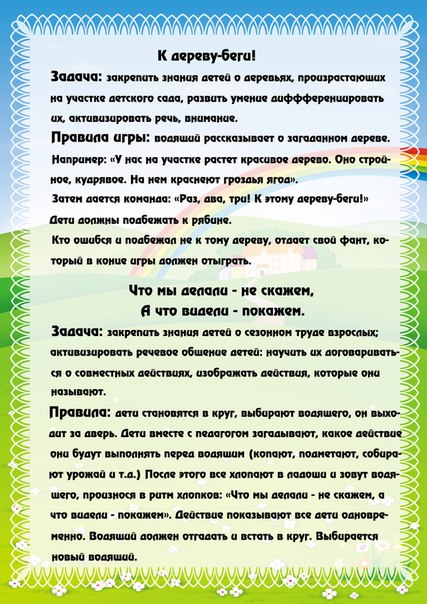 К дереву-беги!
Задача: закрепить знания детей о деревьях, произрастающих
на участке детского сада, развить умение диффференциировать
их, активизировать речь, внимание.
Правила игры: водящий рассказывает о загаданном дереве.
Например: «У нас на участке растет красивое дерево. Оно строй-
ное, кудрявое. На нем краснеют гроздья ягод».
Затем дается команда: «Раз, два, три! К этому дереву-беги!»
Дети должны подбежать к рябине.
Кто ошибся и подбежал не к тому дереву, отдает свой фант, ко-
торый в конце игры должен отыграть.
Что мы делали - не скажем,
А что видели - покажем.
Задача: закрепить знания детей о сезонном труде взрослых;
активизировать речевое общение детей: научить их договаривать-
ся о совместных действиях, изображать действия, которые они
называют.
Правила: дети становятся в круг, выбирают водящего, он выхо-
дит за дверь. Дети вместе с педагогом загадывают, какое действие
они будут выполнять перед водящим (копают, подметают, собира-
ют урожай и т.д.) После этого все хлопают в ладоши и зовут водя-
щего, произнося в ритм хлопков: «Что мы делали - не скажем, а
что видели - покажем». Действие показывают все дети одновре-
менно. Водящий должен отгадать и встать в круг. Выбирается
новый водящий.